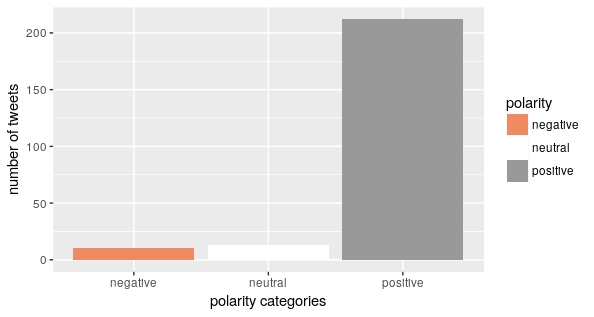 number of tweets
200
150
100
50
0
negative
neutral
positive
polarity categories
polarity
negative
neutral
positive